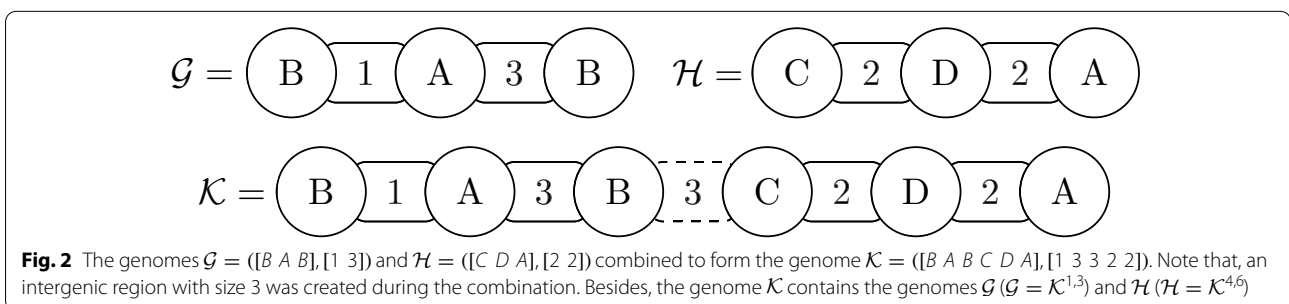 𝒢 = B 1 A 3 B ℋ = C 2 D 2 A
𝒦 = B 1 A 3 B 3 C 2 D 2 A
Fig. 2 The genomes 𝒢 = ([B A B], [1 3]) and ℋ = ([C D A], [2 2]) combined to form the genome 𝒦 = ([B A B C D A], [1 3 3 2 2]). Note that, an
intergenic region with size 3 was created during the combination. Besides, the genome 𝒦 contains the genomes 𝒢 (𝒢 = 𝒦^{1,3}) and ℋ (ℋ = 𝒦^{4,6})